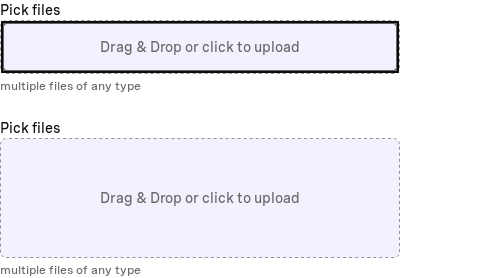 Pick files
Drag & Drop or click to upload
multiple files of any type
Pick files
Drag & Drop or click to upload
multiple files of any type